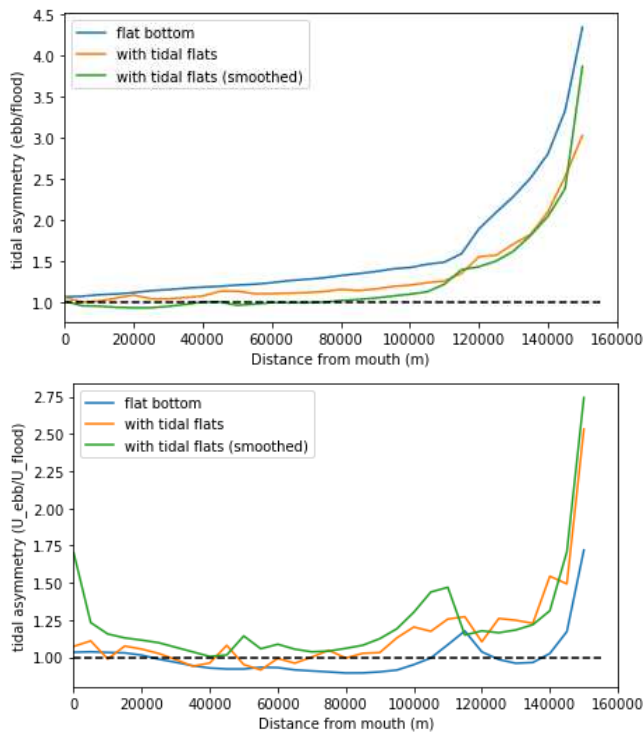 4.5
4.0
3.5
3.0
2.5
2.0
1.5
1.0
tidal asymmetry (ebb/flood)
flat bottom
with tidal flats
with tidal flats (smoothed)
0 20000 40000 60000 80000 100000 120000 140000 160000
Distance from mouth (m)
2.75
2.50
2.25
2.00
1.75
1.50
1.25
1.00
tidal asymmetry (U_ebb/U_flood)
flat bottom
with tidal flats
with tidal flats (smoothed)
0 20000 40000 60000 80000 100000 120000 140000 160000
Distance from mouth (m)